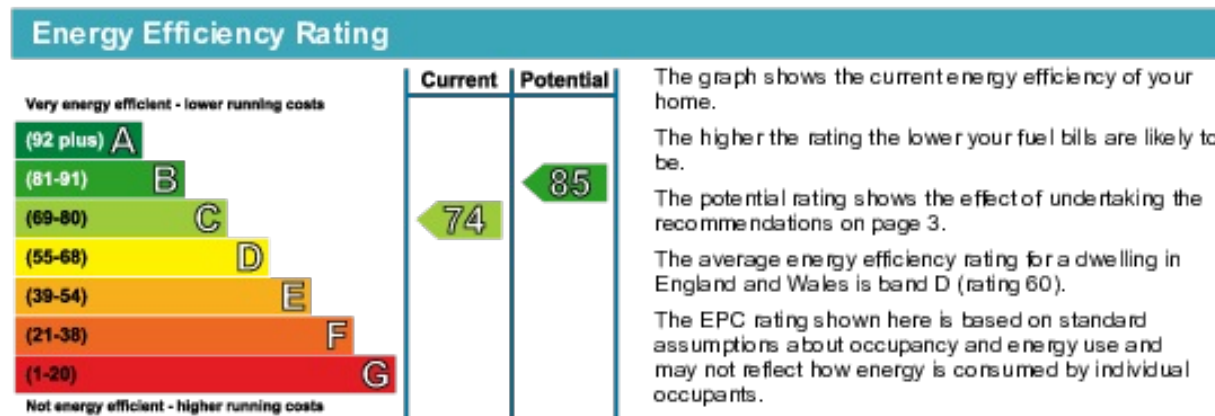 Energy Efficiency Rating
Current Potential
Very energy efficient - lower running costs
(92 plus) A
(81-91) B
85
(69-80) C
74
(55-68) D
(39-54) E
(21-38) F
(1-20) G
Not energy efficient - higher running costs
The graph shows the current energy efficiency of your
home.
The higher the rating the lower your fuel bills are likely to
be.
The potential rating shows the effect of undertaking the
recommendations on page 3.
The average energy efficiency rating for a dwelling in
England and Wales is band D (rating 60).
The EPC rating shown here is based on standard
assumptions about occupancy and energy use and
may not reflect how energy is consumed by individual
occupants.